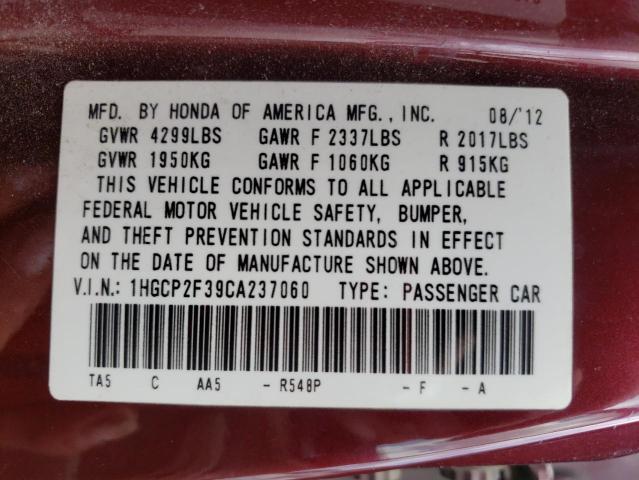 MFD. BY HONDA OF AMERICA MFG., INC. 08/'12
GVWR 4299LBS GAWR F 2337LBS R 2017LBS
GVWR 1950KG GAWR F 1060KG R 915KG
THIS VEHICLE CONFORMS TO ALL APPLICABLE
FEDERAL MOTOR VEHICLE SAFETY, BUMPER,
AND THEFT PREVENTION STANDARDS IN EFFECT
ON THE DATE OF MANUFACTURE SHOWN ABOVE.
V.I.N.: 1HGCP2F39CA237060 TYPE: PASSENGER CAR
TA5 C AA5 - R548P - F - A